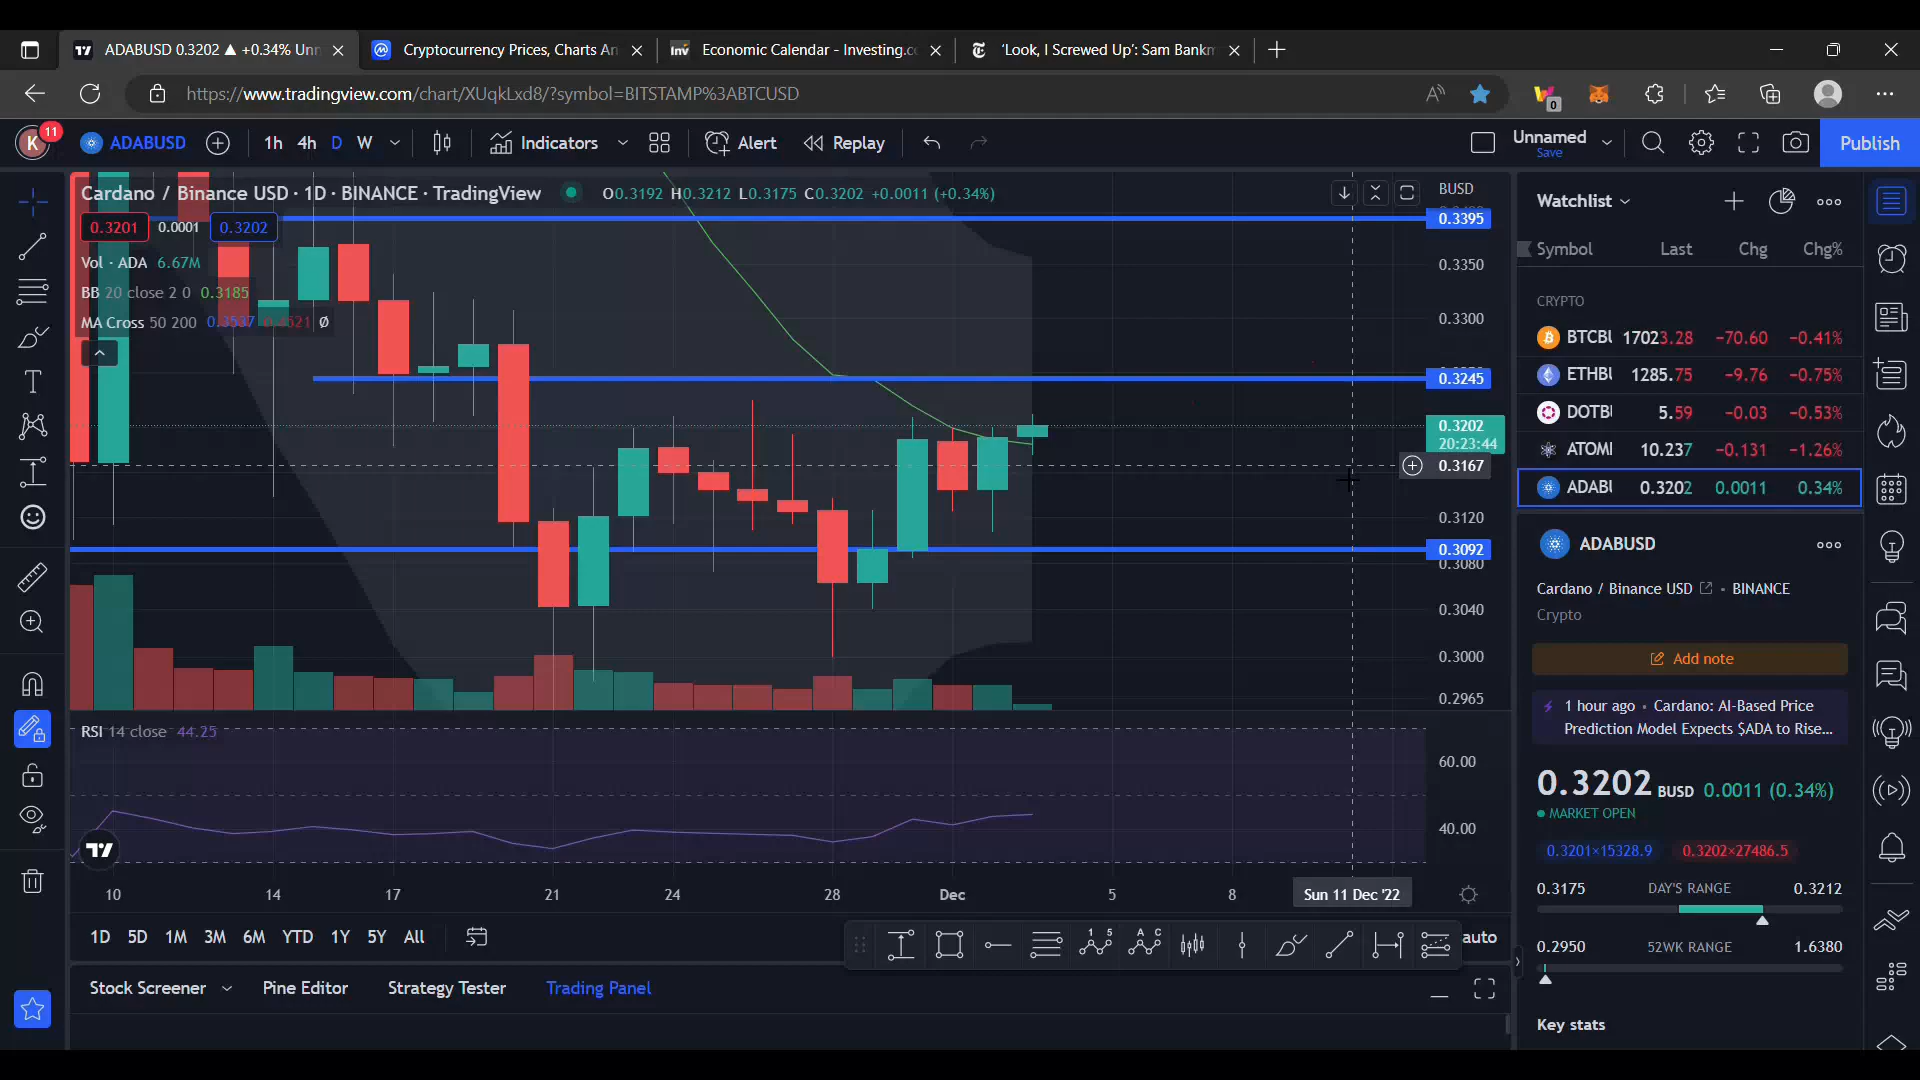 ADABUSD 0.3202 ▲ +0.34% Unn
Cryptocurrency Prices, Charts An
Economic Calendar - Investing.c
'Look, I Screwed Up': Sam Bankm
https://www.tradingview.com/chart/XUqkLxd8/?symbol=BITSTAMP%3ABTCUSD
0
K
11
ADABUSD
1h 4h D W
Indicators
Alert
Replay
Unnamed
Save
Publish
Cardano / Binance USD · 1D · BINANCE · TradingView
O0.3192 H0.3212 L0.3175 C0.3202 +0.0011 (+0.34%)
0.3201 0.0001 0.3202
Vol · ADA 6.67M
BB 20 close 2 0 0.3185
MA Cross 50 200 0.3537 0.4521 Ø
BUSD
0.3395
0.3350
0.3300
0.3245
0.3202
20:23:44
0.3167
0.3120
0.3092
0.3080
0.3040
0.3000
0.2965
RSI 14 close 44.25
60.00
40.00
10 14 17 21 24 28 Dec 5 8 Sun 11 Dec '22
1D 5D 1M 3M 6M YTD 1Y 5Y All
auto
Stock Screener
Pine Editor
Strategy Tester
Trading Panel
Watchlist
Symbol Last Chg Chg%
CRYPTO
BTCBU 17023.28 −70.60 −0.41%
ETHBU 1285.75 −9.76 −0.75%
DOTBU 5.59 −0.03 −0.53%
ATOM 10.237 −0.131 −1.26%
ADABU 0.3202 0.0011 0.34%
ADABUSD
Cardano / Binance USD · BINANCE
Crypto
Add note
1 hour ago · Cardano: AI-Based Price
Prediction Model Expects $ADA to Rise...
0.3202 BUSD 0.0011 (0.34%)
MARKET OPEN
0.3201×15328.9 0.3202×27486.5
0.3175 DAY'S RANGE 0.3212
0.2950 52WK RANGE 1.6380
Key stats